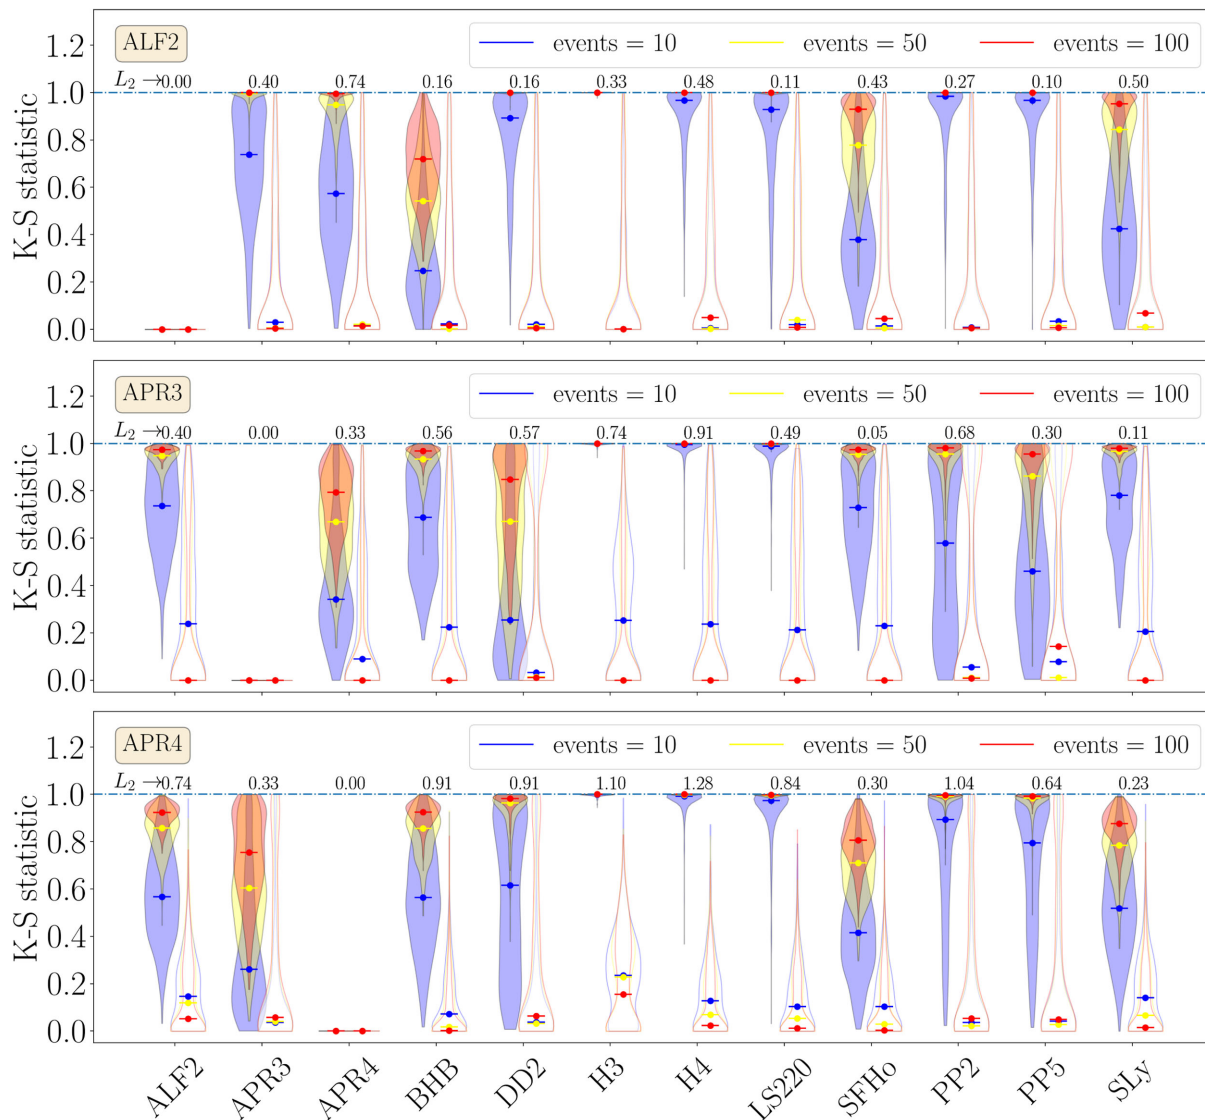 ALF2
events = 10 events = 50 events = 100
L₂ → 0.00 0.40 0.74 0.16 0.16 0.33 0.48 0.11 0.43 0.27 0.10 0.50
K-S statistic
1.2
1.0
0.8
0.6
0.4
0.2
0.0
APR3
events = 10 events = 50 events = 100
L₂ → 0.40 0.00 0.33 0.56 0.57 0.74 0.91 0.49 0.05 0.68 0.30 0.11
K-S statistic
1.2
1.0
0.8
0.6
0.4
0.2
0.0
APR4
events = 10 events = 50 events = 100
L₂ → 0.74 0.33 0.00 0.91 0.91 1.10 1.28 0.84 0.30 1.04 0.64 0.23
K-S statistic
1.2
1.0
0.8
0.6
0.4
0.2
0.0
ALF2 APR3 APR4 BHB DD2 H3 H4 LS220 SFHo PP2 PP5 SLy